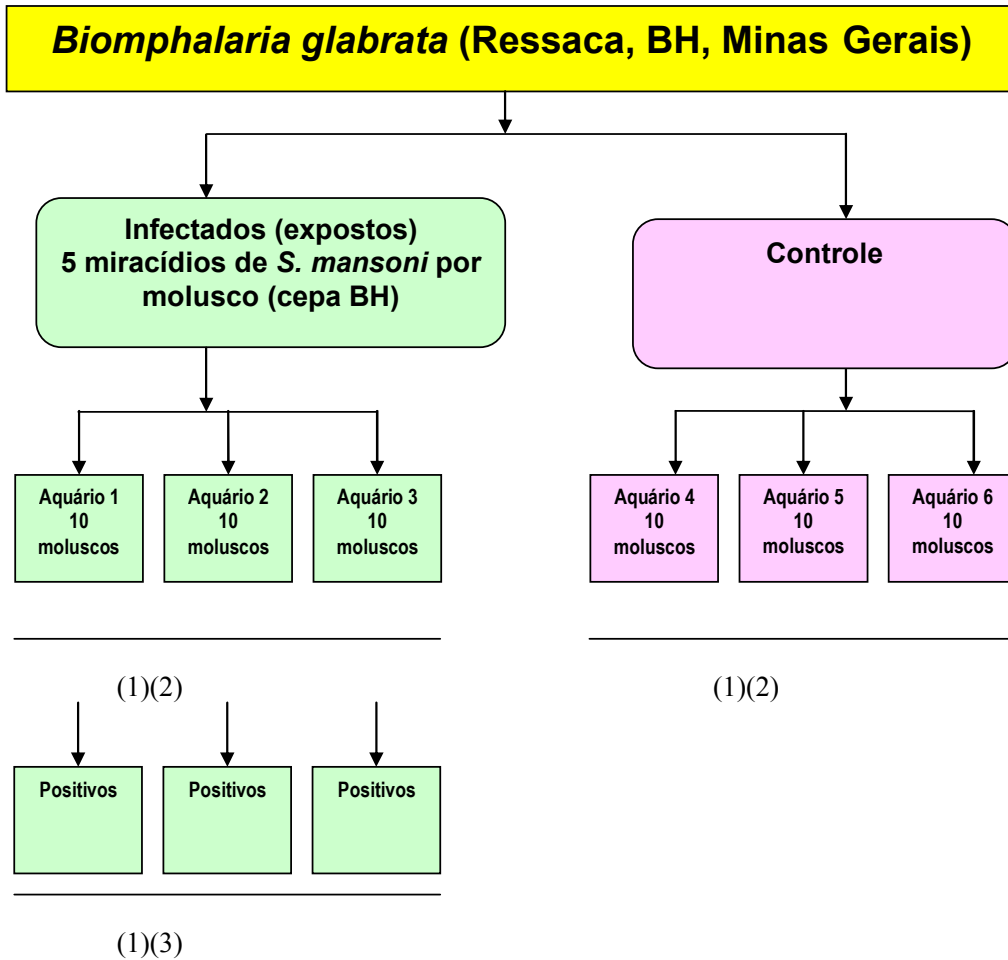 Biomphalaria glabrata (Ressaca, BH, Minas Gerais)
Infectados (expostos)
5 miracídios de S. mansoni por
molusco (cepa BH)
Controle
Aquário 1
10
moluscos
Aquário 2
10
moluscos
Aquário 3
10
moluscos
Aquário 4
10
moluscos
Aquário 5
10
moluscos
Aquário 6
10
moluscos
(1)(2)
(1)(2)
Positivos
Positivos
Positivos
(1)(3)